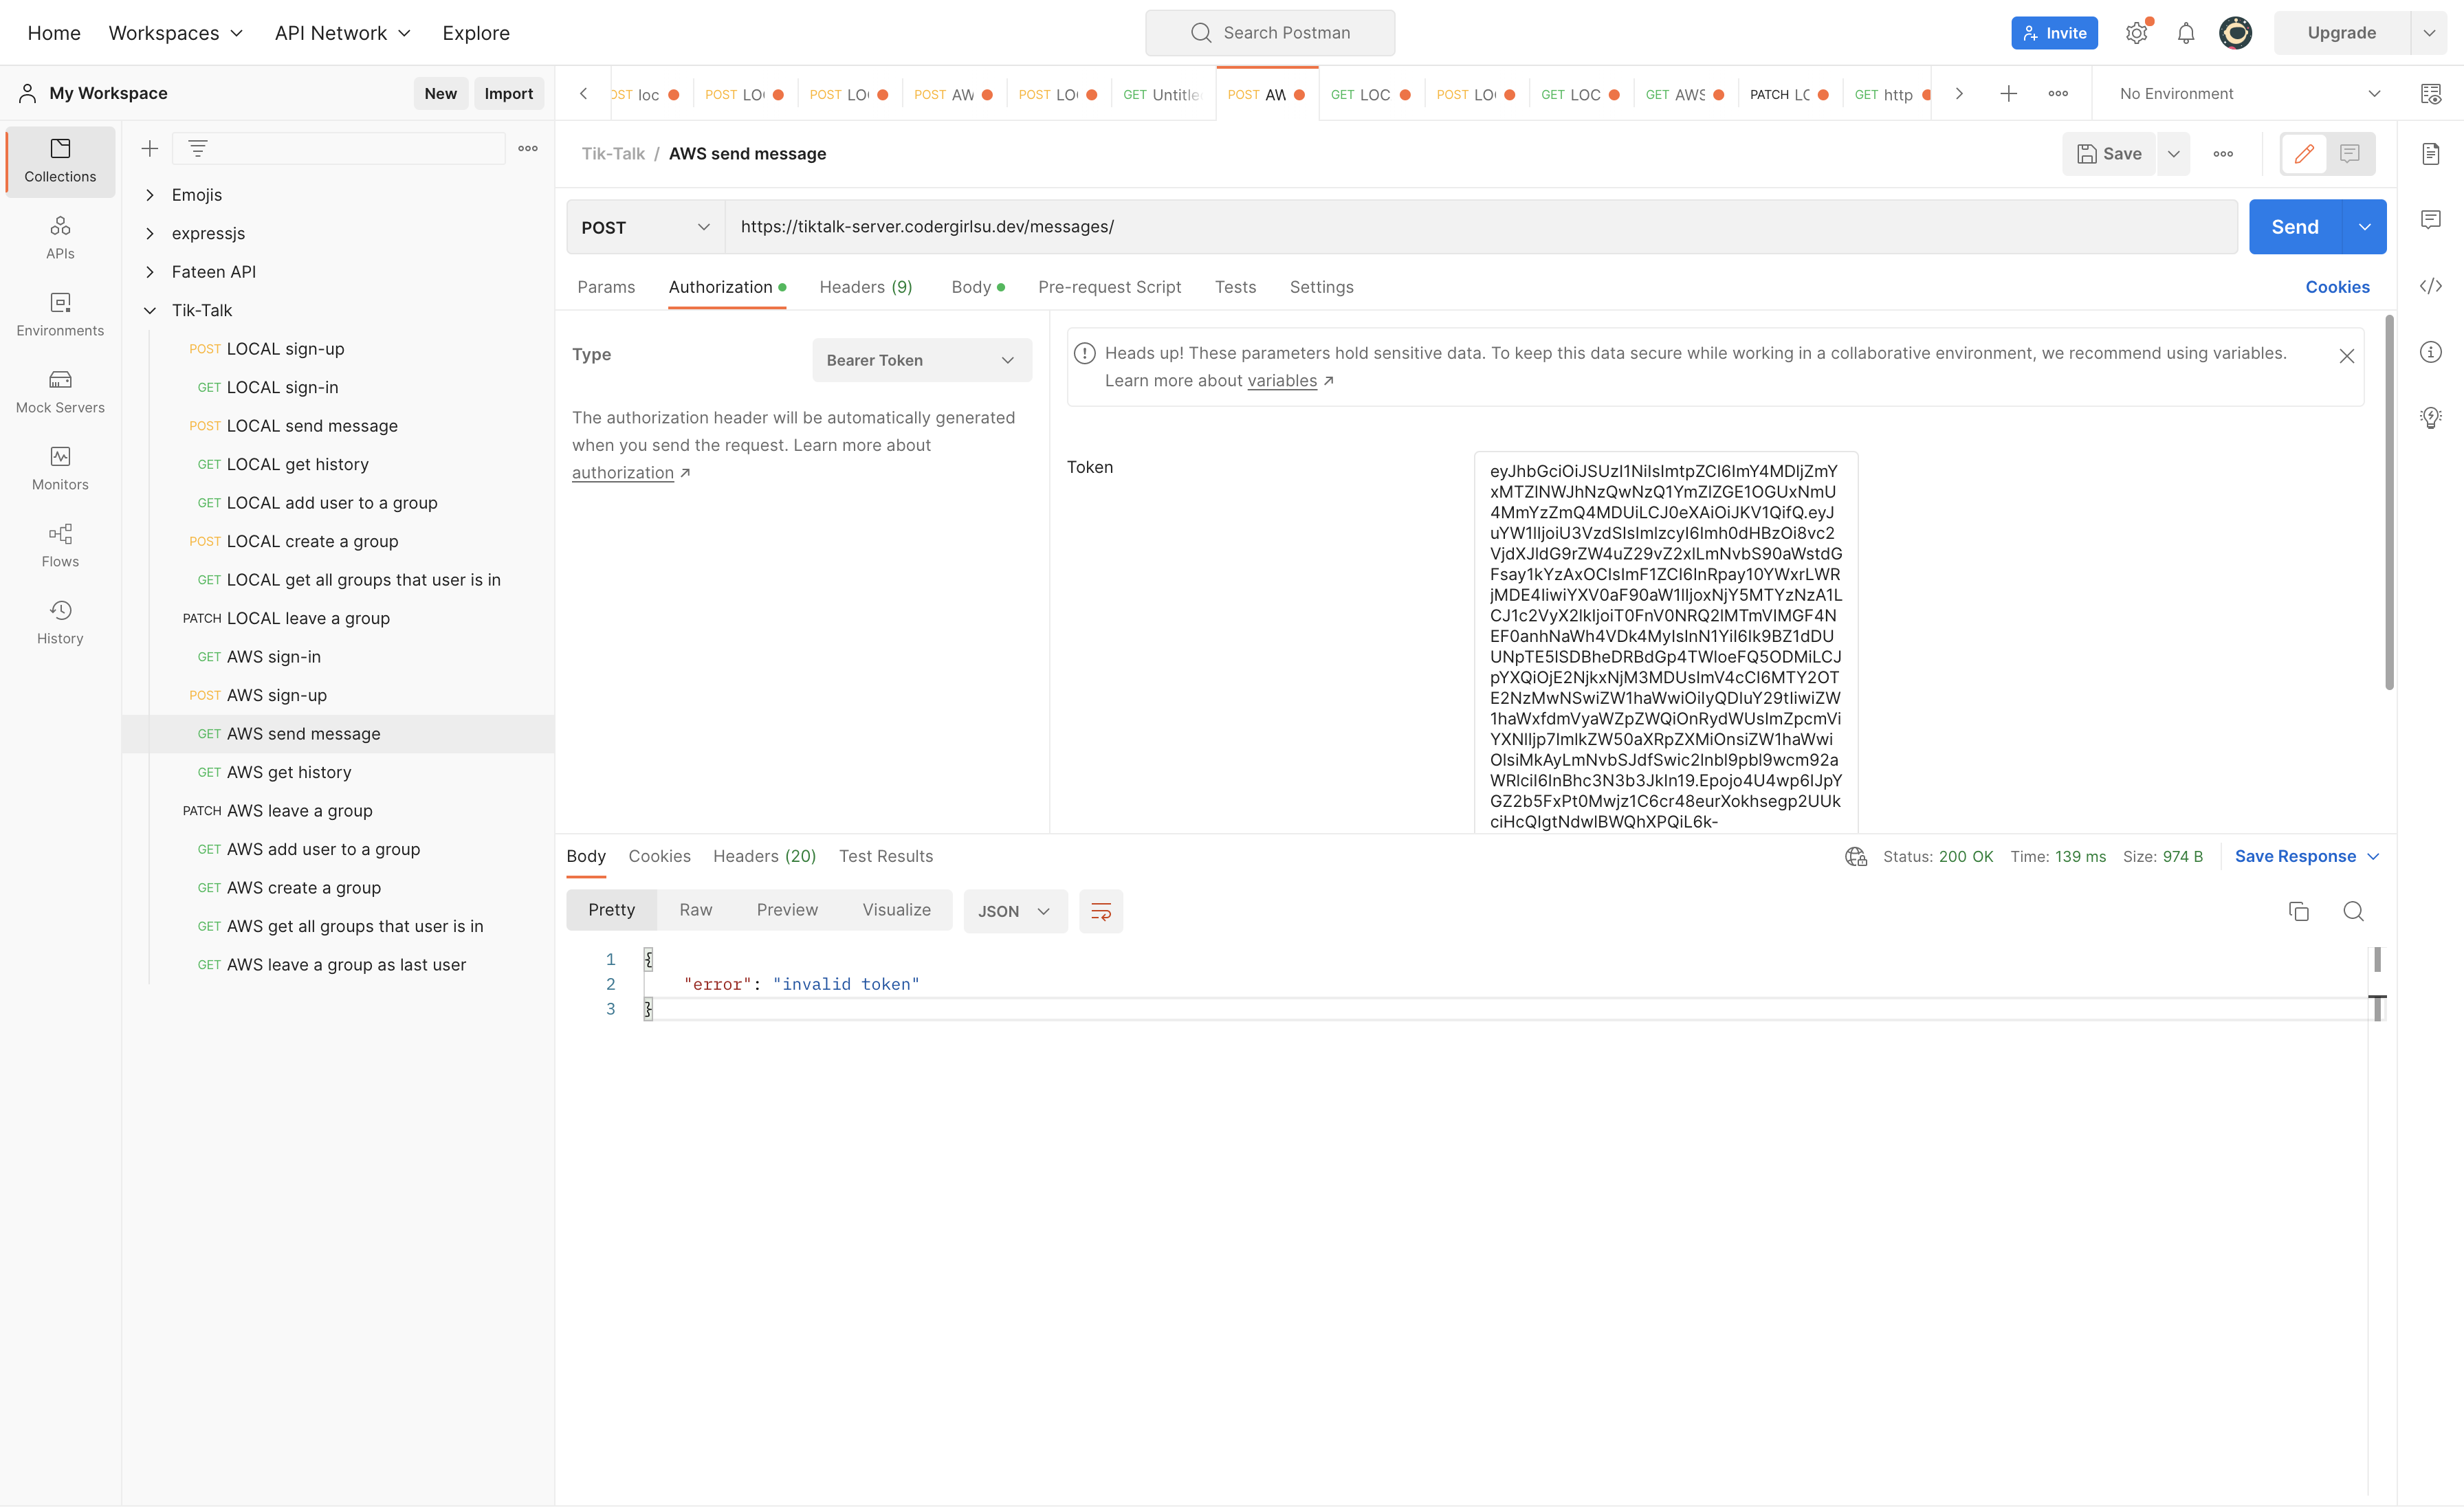 Home Workspaces API Network Explore Search Postman Invite Upgrade
My Workspace New Import
OST loc POST LO POST LO POST AW POST LO GET Untitle POST AW GET LOC POST LO GET LOC GET AWS PATCH LC GET http No Environment
Collections
APIs
Environments
Mock Servers
Monitors
Flows
History
Emojis
expressjs
Fateen API
Tik-Talk
POST LOCAL sign-up
GET LOCAL sign-in
POST LOCAL send message
GET LOCAL get history
GET LOCAL add user to a group
POST LOCAL create a group
GET LOCAL get all groups that user is in
PATCH LOCAL leave a group
GET AWS sign-in
POST AWS sign-up
GET AWS send message
GET AWS get history
PATCH AWS leave a group
GET AWS add user to a group
GET AWS create a group
GET AWS get all groups that user is in
GET AWS leave a group as last user
Tik-Talk / AWS send message Save
POST https://tiktalk-server.codergirlsu.dev/messages/ Send
Params Authorization Headers (9) Body Pre-request Script Tests Settings Cookies
Type Bearer Token
The authorization header will be automatically generated
when you send the request. Learn more about
authorization ↗
Heads up! These parameters hold sensitive data. To keep this data secure while working in a collaborative environment, we recommend using variables.
Learn more about variables ↗
Token
Body Cookies Headers (20) Test Results Status: 200 OK Time: 139 ms Size: 974 B Save Response
Pretty Raw Preview Visualize JSON
1 {
2 "error": "invalid token"
3 }